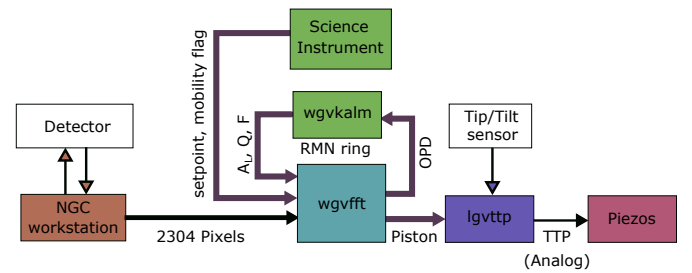 Science
Instrument
setpoint, mobility flag
Detector
wgvkalm
Tip/Tilt
sensor
A_L, Q, F
RMN ring
OPD
NGC
workstation
2304 Pixels
wgvfft
Piston
lgvttp
TTP
(Analog)
Piezos